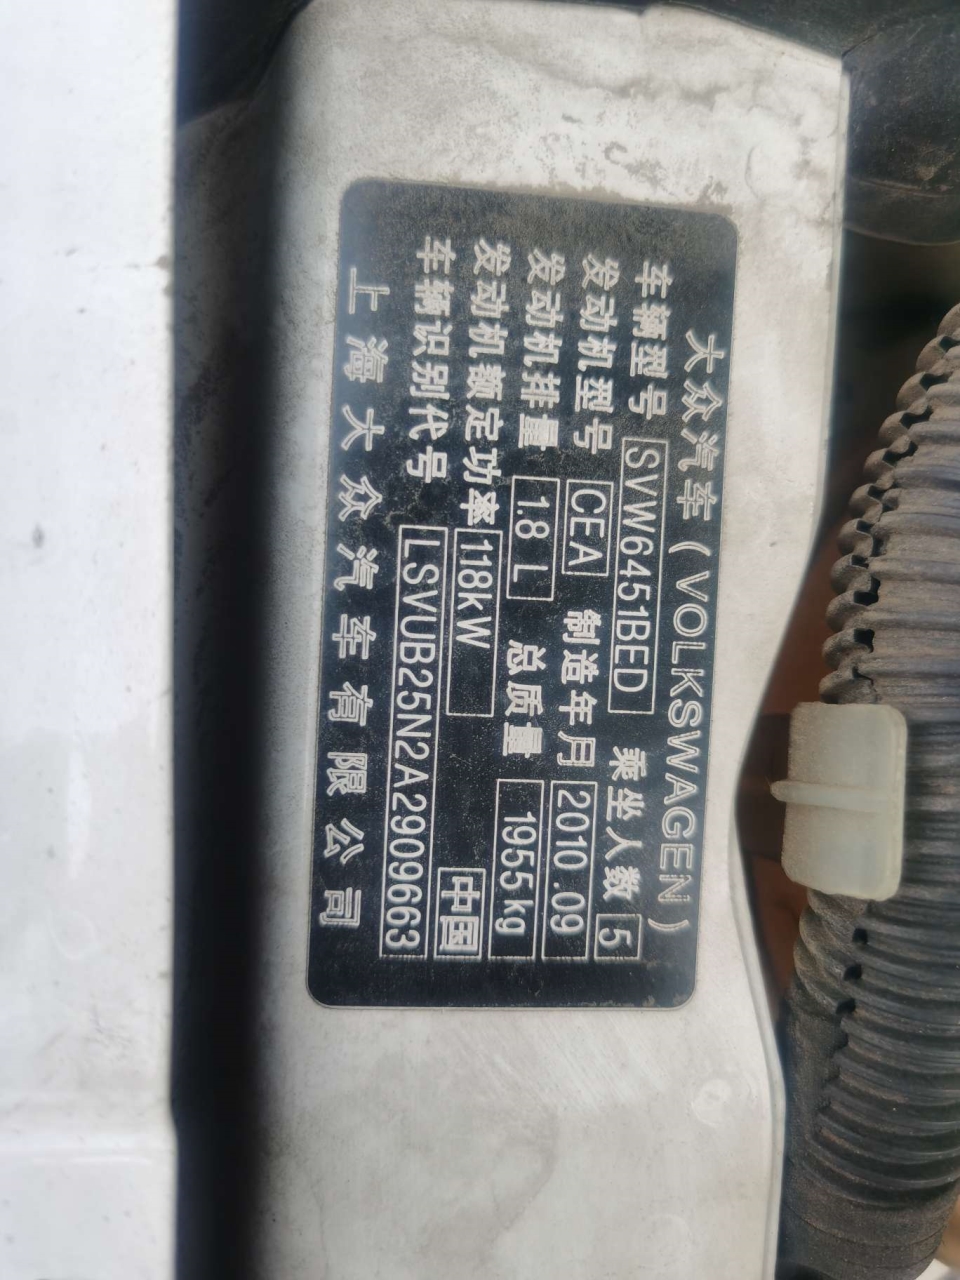 大众汽车（VOLKSWAGEN）
车辆型号 SVW6451BED 乘坐人数 5
发动机型号 CEA 制造年月 2010.09
发动机排量 1.8 L 总质量 1955kg
发动机额定功率 118kW 中国
车辆识别代号 LSVUB25N2A2909663
上海大众汽车有限公司